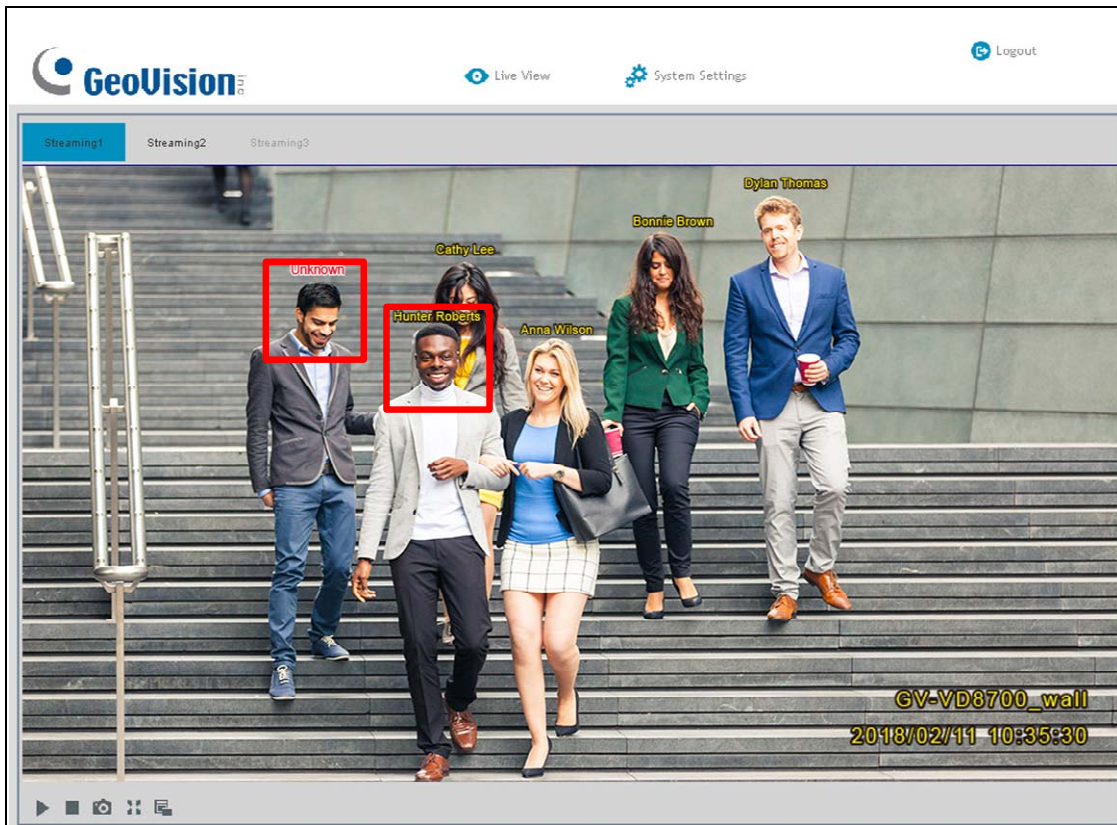 GeoVision inc
Live View
System Settings
Logout
Streaming1
Streaming2
Streaming3
Dylan Thomas
Bonnie Brown
Cathy Lee
Unknown
Hunter Roberts
Anna Wilson
GV-VD8700_wall
2018/02/11 10:35:30